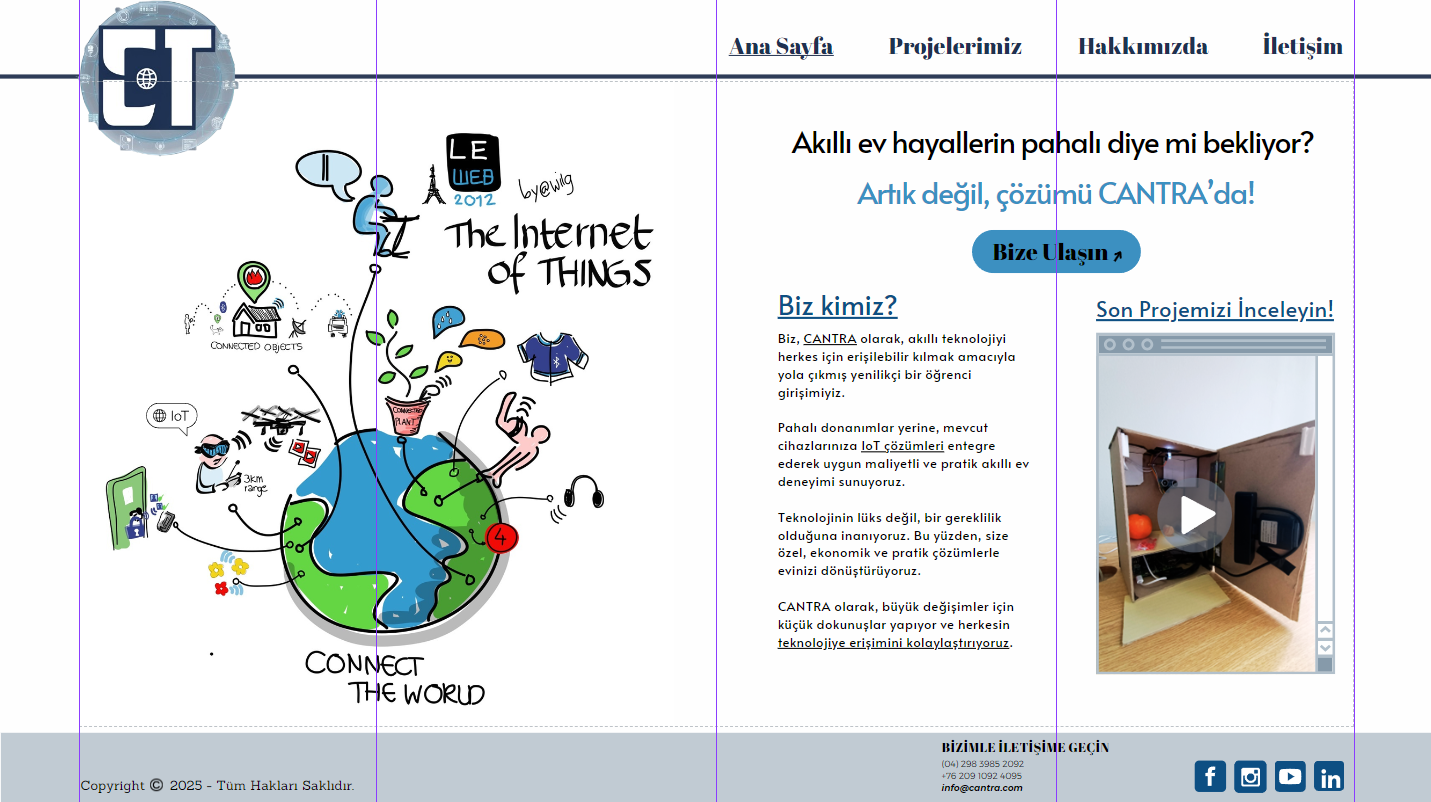 CT
Ana Sayfa
Projelerimiz
Hakkımızda
İletişim
LE
WEB
2012
by@wilg
The Internet
of THINGS
CONNECTED OBJECTS
IoT
CONNECTED
PLANT
3km
range
4
CONNECT
THE WORLD
Akıllı ev hayallerin pahalı diye mi bekliyor?
Artık değil, çözümü CANTRA’da!
Bize Ulaşın
Biz kimiz?
Biz, CANTRA olarak, akıllı teknolojiyi
herkes için erişilebilir kılmak amacıyla
yola çıkmış yenilikçi bir öğrenci
girişimiyiz.
Pahalı donanımlar yerine, mevcut
cihazlarınıza IoT çözümleri entegre
ederek uygun maliyetli ve pratik akıllı ev
deneyimi sunuyoruz.
Teknolojinin lüks değil, bir gereklilik
olduğuna inanıyoruz. Bu yüzden, size
özel, ekonomik ve pratik çözümlerle
evinizi dönüştürüyoruz.
CANTRA olarak, büyük değişimler için
küçük dokunuşlar yapıyor ve herkesin
teknolojiye erişimini kolaylaştırıyoruz.
Son Projemizi İnceleyin!
Copyright © 2025 - Tüm Hakları Saklıdır.
BİZİMLE İLETİŞİME GEÇİN
(04) 298 3985 2092
+76 209 1092 4095
info@cantra.com